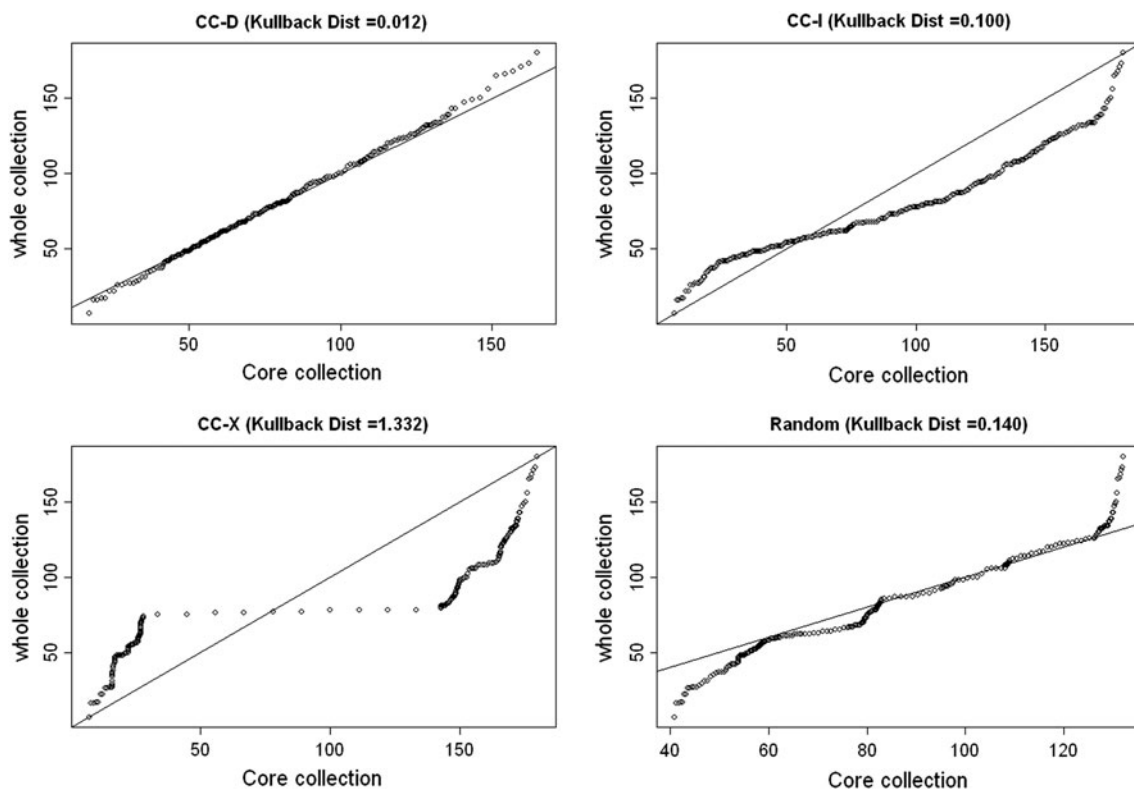 CC-D (Kullback Dist =0.012)
whole collection
50 100 150
50 100 150
Core collection
CC-I (Kullback Dist =0.100)
whole collection
50 100 150
50 100 150
Core collection
CC-X (Kullback Dist =1.332)
whole collection
50 100 150
50 100 150
Core collection
Random (Kullback Dist =0.140)
whole collection
50 100 150
40 60 80 100 120
Core collection